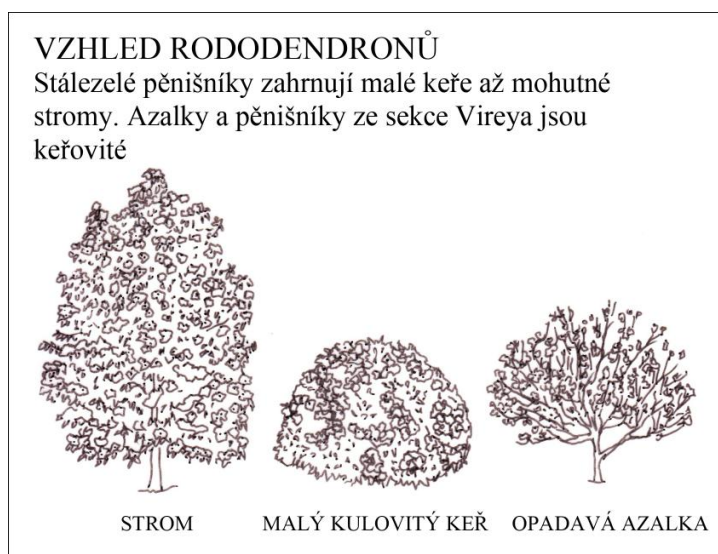 VZHLED RODODENDRONŮ
Stálezelé pěnišníky zahrnují malé keře až mohutné
stromy. Azalky a pěnišníky ze sekce Vireya jsou
keřovité
STROM
MALÝ KULOVITÝ KEŘ
OPADAVÁ AZALKA